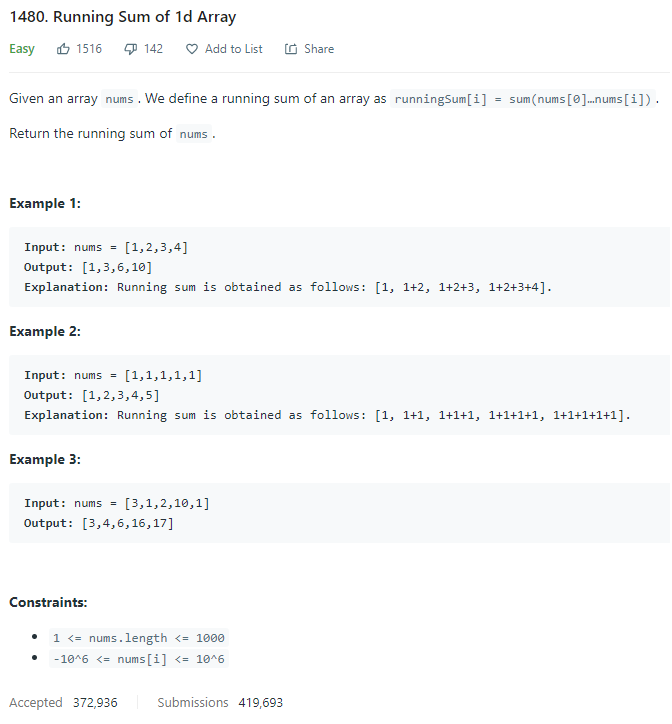 1480. Running Sum of 1d Array
Easy 1516 142 Add to List Share
Given an array nums . We define a running sum of an array as runningSum[i] = sum(nums[0]…nums[i]) .
Return the running sum of nums .
Example 1:
Input: nums = [1,2,3,4]
Output: [1,3,6,10]
Explanation: Running sum is obtained as follows: [1, 1+2, 1+2+3, 1+2+3+4].
Example 2:
Input: nums = [1,1,1,1,1]
Output: [1,2,3,4,5]
Explanation: Running sum is obtained as follows: [1, 1+1, 1+1+1, 1+1+1+1, 1+1+1+1+1].
Example 3:
Input: nums = [3,1,2,10,1]
Output: [3,4,6,16,17]
Constraints:
• 1 <= nums.length <= 1000
• -10^6 <= nums[i] <= 10^6
Accepted 372,936 Submissions 419,693